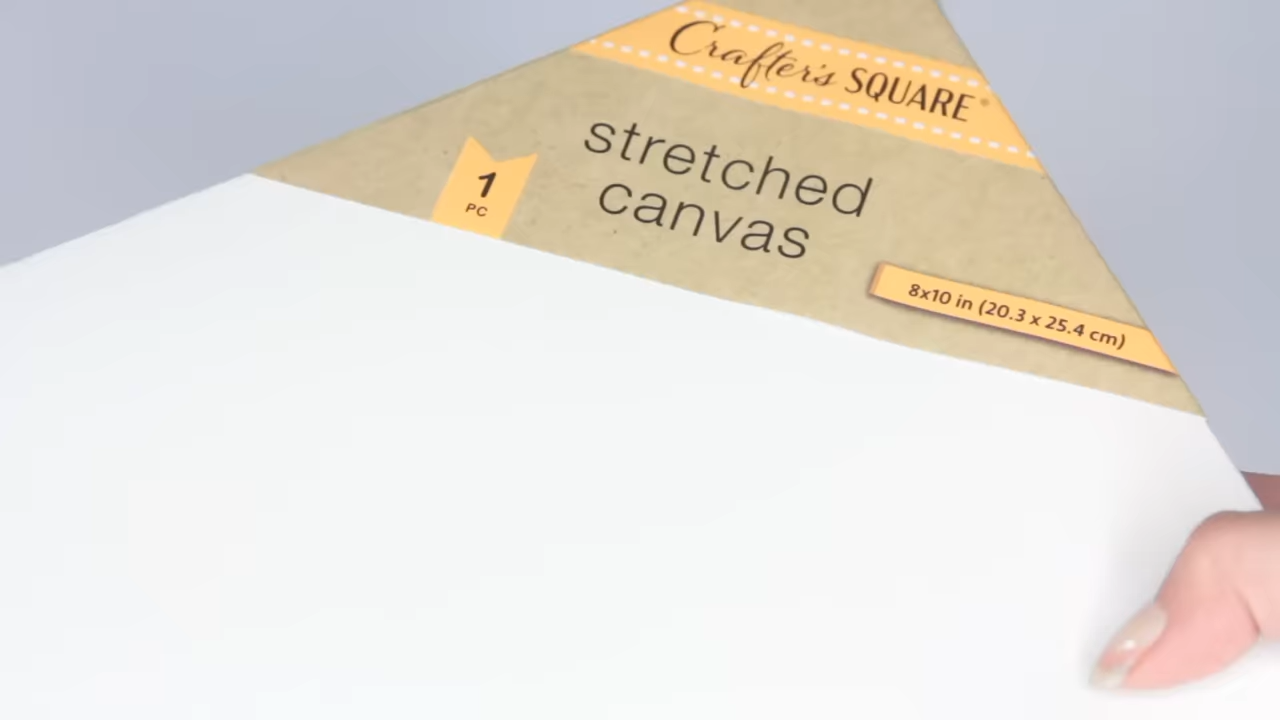 Crafter's SQUARE®
stretched
canvas
1
PC
8x10 in (20.3 x 25.4 cm)